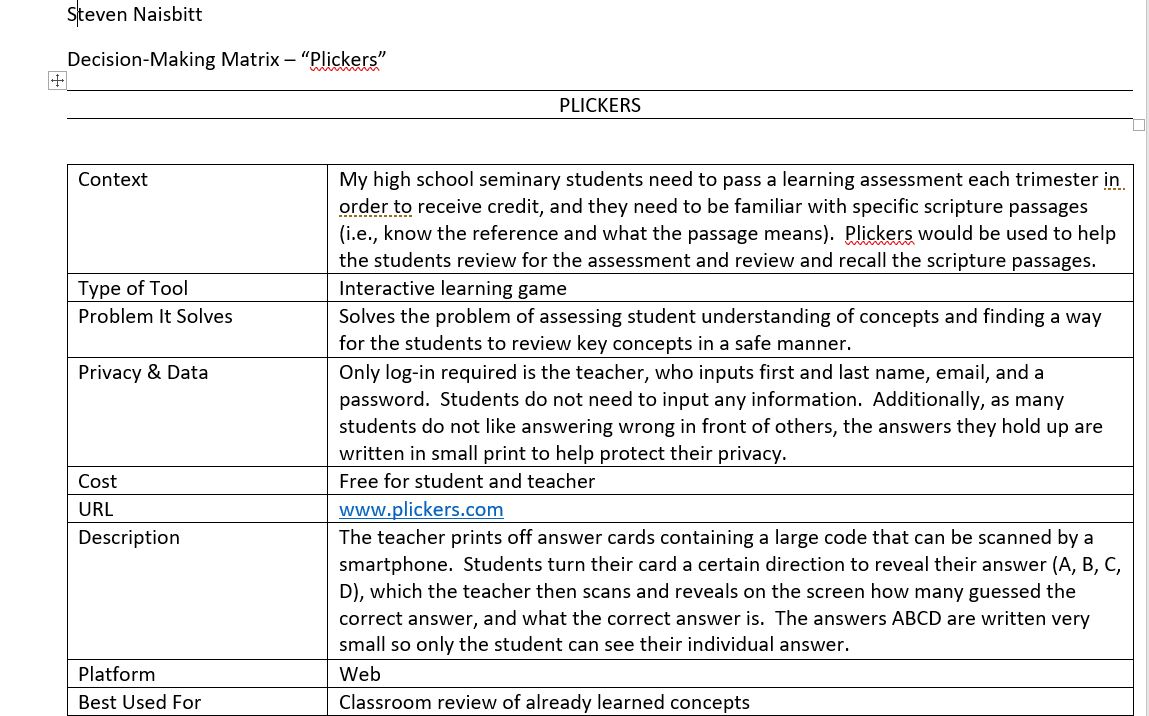 Steven Naisbitt
Decision-Making Matrix – “Plickers”
PLICKERS
Context
My high school seminary students need to pass a learning assessment each trimester in
order to receive credit, and they need to be familiar with specific scripture passages
(i.e., know the reference and what the passage means).  Plickers would be used to help
the students review for the assessment and review and recall the scripture passages.
Type of Tool
Interactive learning game
Problem It Solves
Solves the problem of assessing student understanding of concepts and finding a way
for the students to review key concepts in a safe manner.
Privacy & Data
Only log-in required is the teacher, who inputs first and last name, email, and a
password.  Students do not need to input any information.  Additionally, as many
students do not like answering wrong in front of others, the answers they hold up are
written in small print to help protect their privacy.
Cost
Free for student and teacher
URL
www.plickers.com
Description
The teacher prints off answer cards containing a large code that can be scanned by a
smartphone.  Students turn their card a certain direction to reveal their answer (A, B, C,
D), which the teacher then scans and reveals on the screen how many guessed the
correct answer, and what the correct answer is.  The answers ABCD are written very
small so only the student can see their individual answer.
Platform
Web
Best Used For
Classroom review of already learned concepts